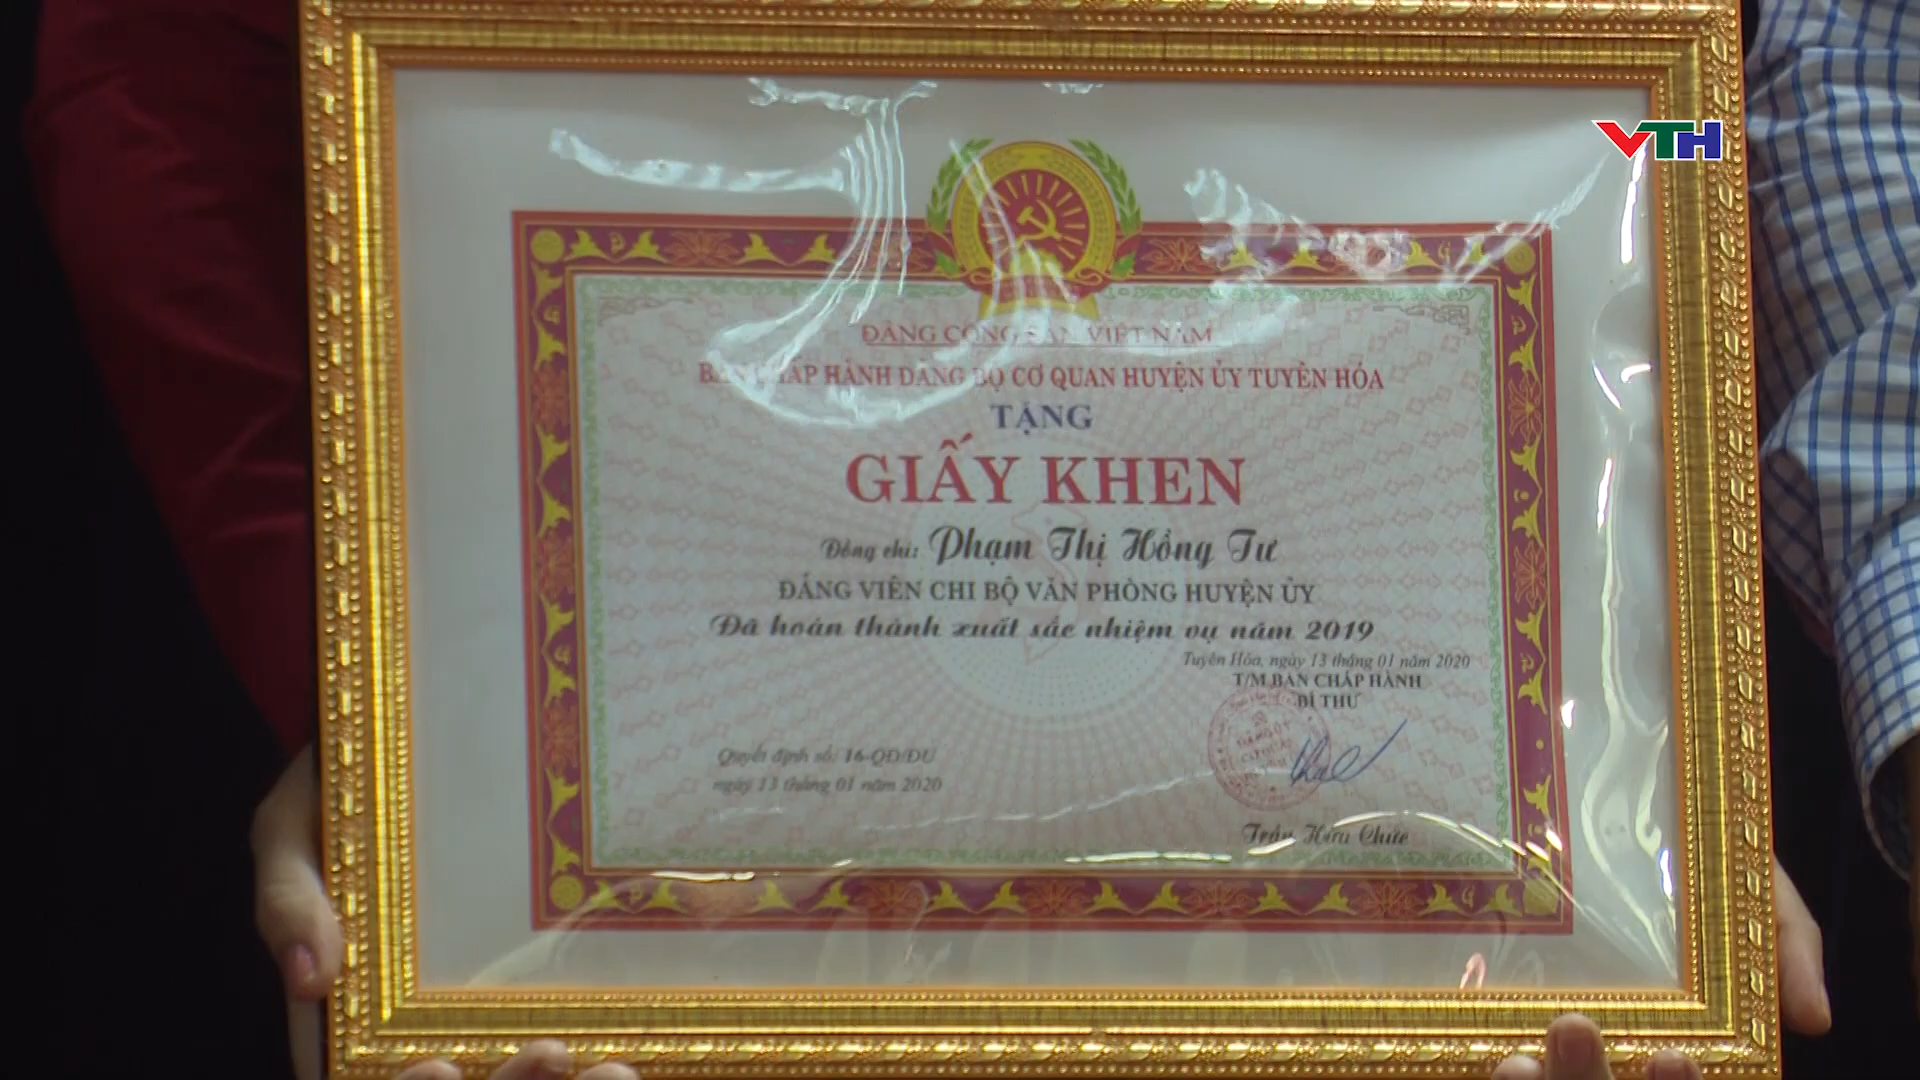 VTH
ĐẢNG CỘNG SẢN VIỆT NAM
BAN CHẤP HÀNH ĐẢNG BỘ CƠ QUAN HUYỆN ỦY TUYÊN HÓA
TẶNG
GIẤY KHEN
Đồng chí: Phạm Thị Hồng Tư
ĐẢNG VIÊN CHI BỘ VĂN PHÒNG HUYỆN ỦY
Đã hoàn thành xuất sắc nhiệm vụ năm 2019
Tuyên Hóa, ngày 13 tháng 01 năm 2020
T/M BAN CHẤP HÀNH
BÍ THƯ
Quyết định số: 16-QĐ/ĐU
ngày 13 tháng 01 năm 2020
Trần Hữu Chức